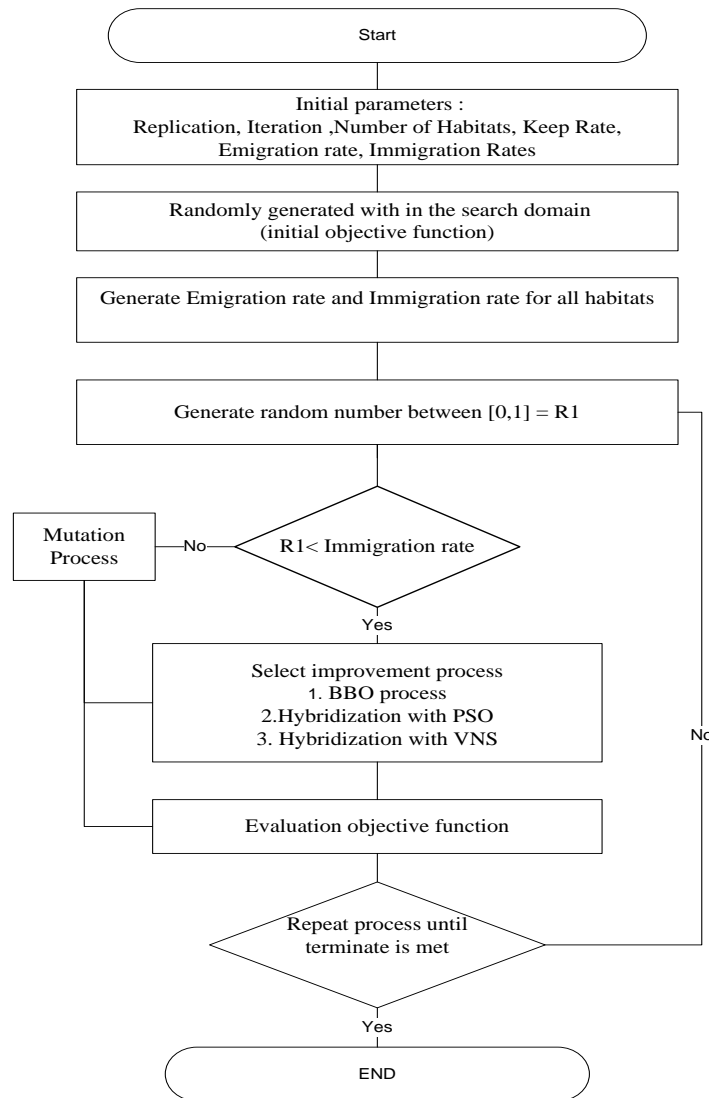 Start
Initial parameters :
Replication, Iteration ,Number of Habitats, Keep Rate,
Emigration rate, Immigration Rates
Randomly generated with in the search domain
(initial objective function)
Generate Emigration rate and Immigration rate for all habitats
Generate random number between [0,1] = R1
Mutation
Process
No
R1< Immigration rate
Yes
Select improvement process
1. BBO process
2.Hybridization with PSO
3. Hybridization with VNS
No
Evaluation objective function
Repeat process until
terminate is met
Yes
END